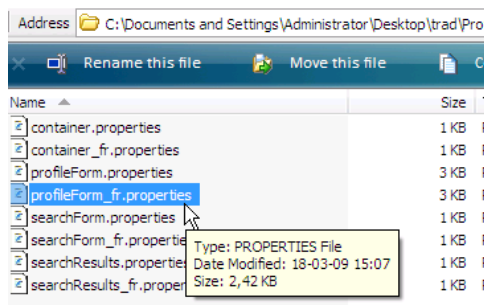 Address C:\Documents and Settings\Administrator\Desktop\trad\Pro
Rename this file Move this file
Name Size
container.properties 1 KB
container_fr.properties 1 KB
profileForm.properties 3 KB
profileForm_fr.properties 3 KB
searchForm.properties 1 KB
searchForm_fr.propertie 1 KB
searchResults.properties 1 KB
searchResults_fr.proper 1 KB
Type: PROPERTIES File
Date Modified: 18-03-09 15:07
Size: 2,42 KB